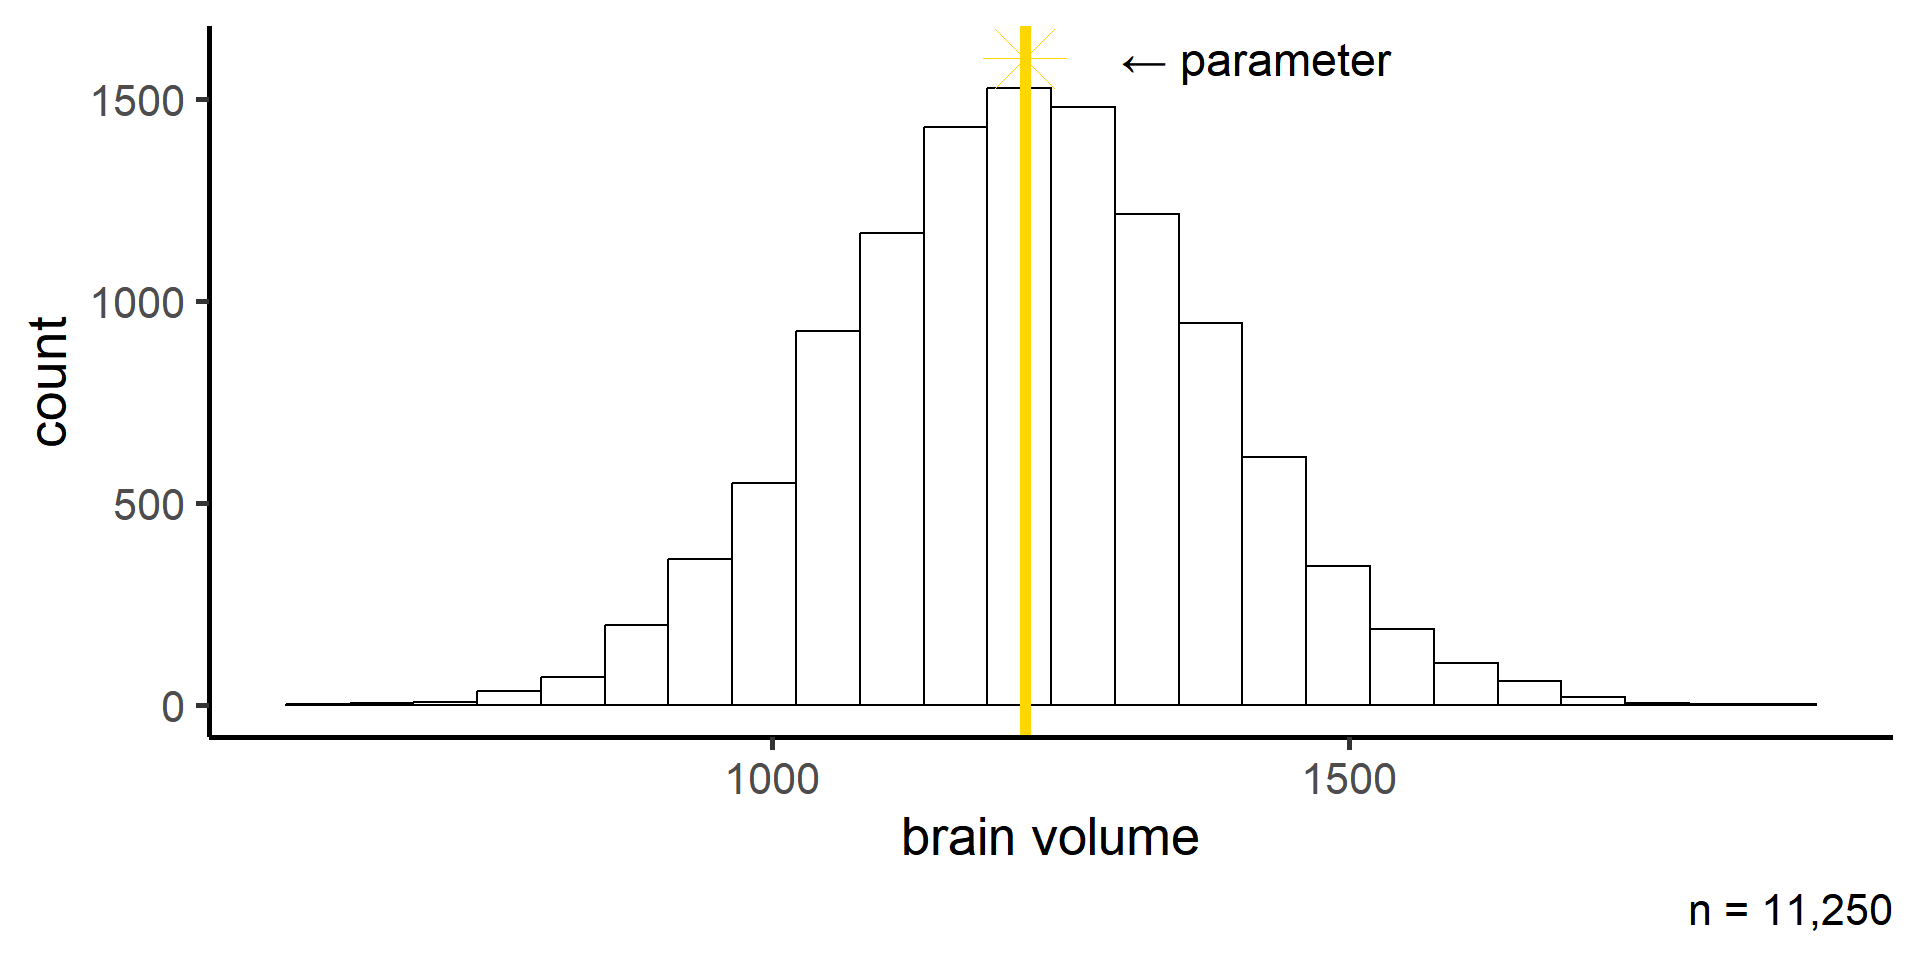 ← parameter
1500
1000
500
0
count
1000 1500
brain volume
n = 11,250